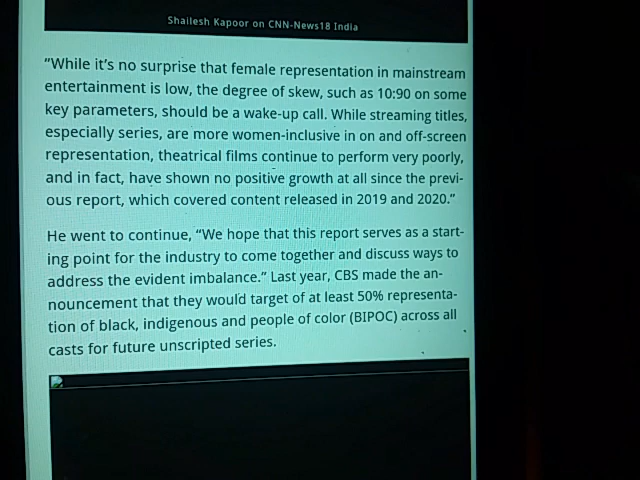 Shailesh Kapoor on CNN-News18 India
“While it’s no surprise that female representation in mainstream
entertainment is low, the degree of skew, such as 10:90 on some
key parameters, should be a wake-up call. While streaming titles,
especially series, are more women-inclusive in on and off-screen
representation, theatrical films continue to perform very poorly,
and in fact, have shown no positive growth at all since the previ-
ous report, which covered content released in 2019 and 2020.”
He went to continue, “We hope that this report serves as a start-
ing point for the industry to come together and discuss ways to
address the evident imbalance.” Last year, CBS made the an-
nouncement that they would target of at least 50% representa-
tion of black, indigenous and people of color (BIPOC) across all
casts for future unscripted series.